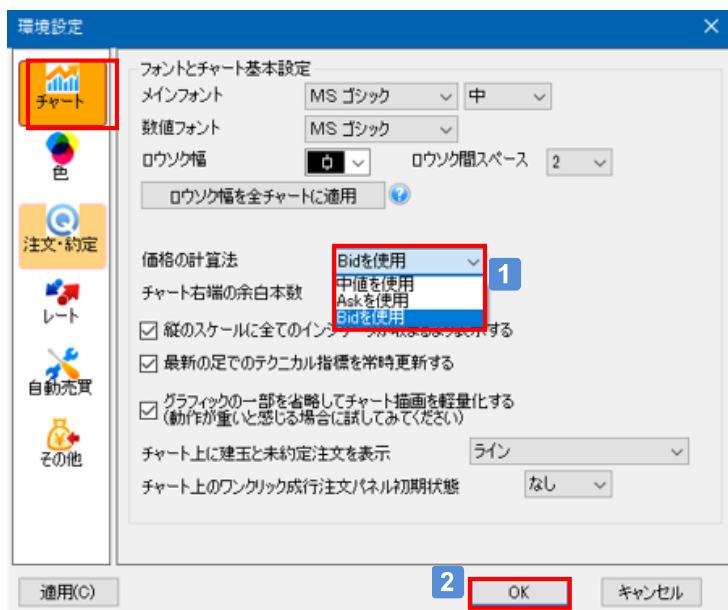 環境設定
チャート
色
注文・約定
レート
自動売買
その他
フォントとチャート基本設定
メインフォント MS ゴシック 中
数値フォント MS ゴシック
ロウソク幅 ロウソク間スペース 2
ロウソク幅を全チャートに適用 ?
価格の計算法 Bidを使用 1
中値を使用
Askを使用
Bidを使用
チャート右端の余白本数
縦のスケールに全てのイン する
最新の足でのテクニカル指標を常時更新する
グラフィックの一部を省略してチャート描画を軽量化する
(動作が重いと感じる場合に試してみてください)
チャート上に建玉と未約定注文を表示 ライン
チャート上のワンクリック成行注文パネル初期状態 なし
適用(C) 2 OK キャンセル